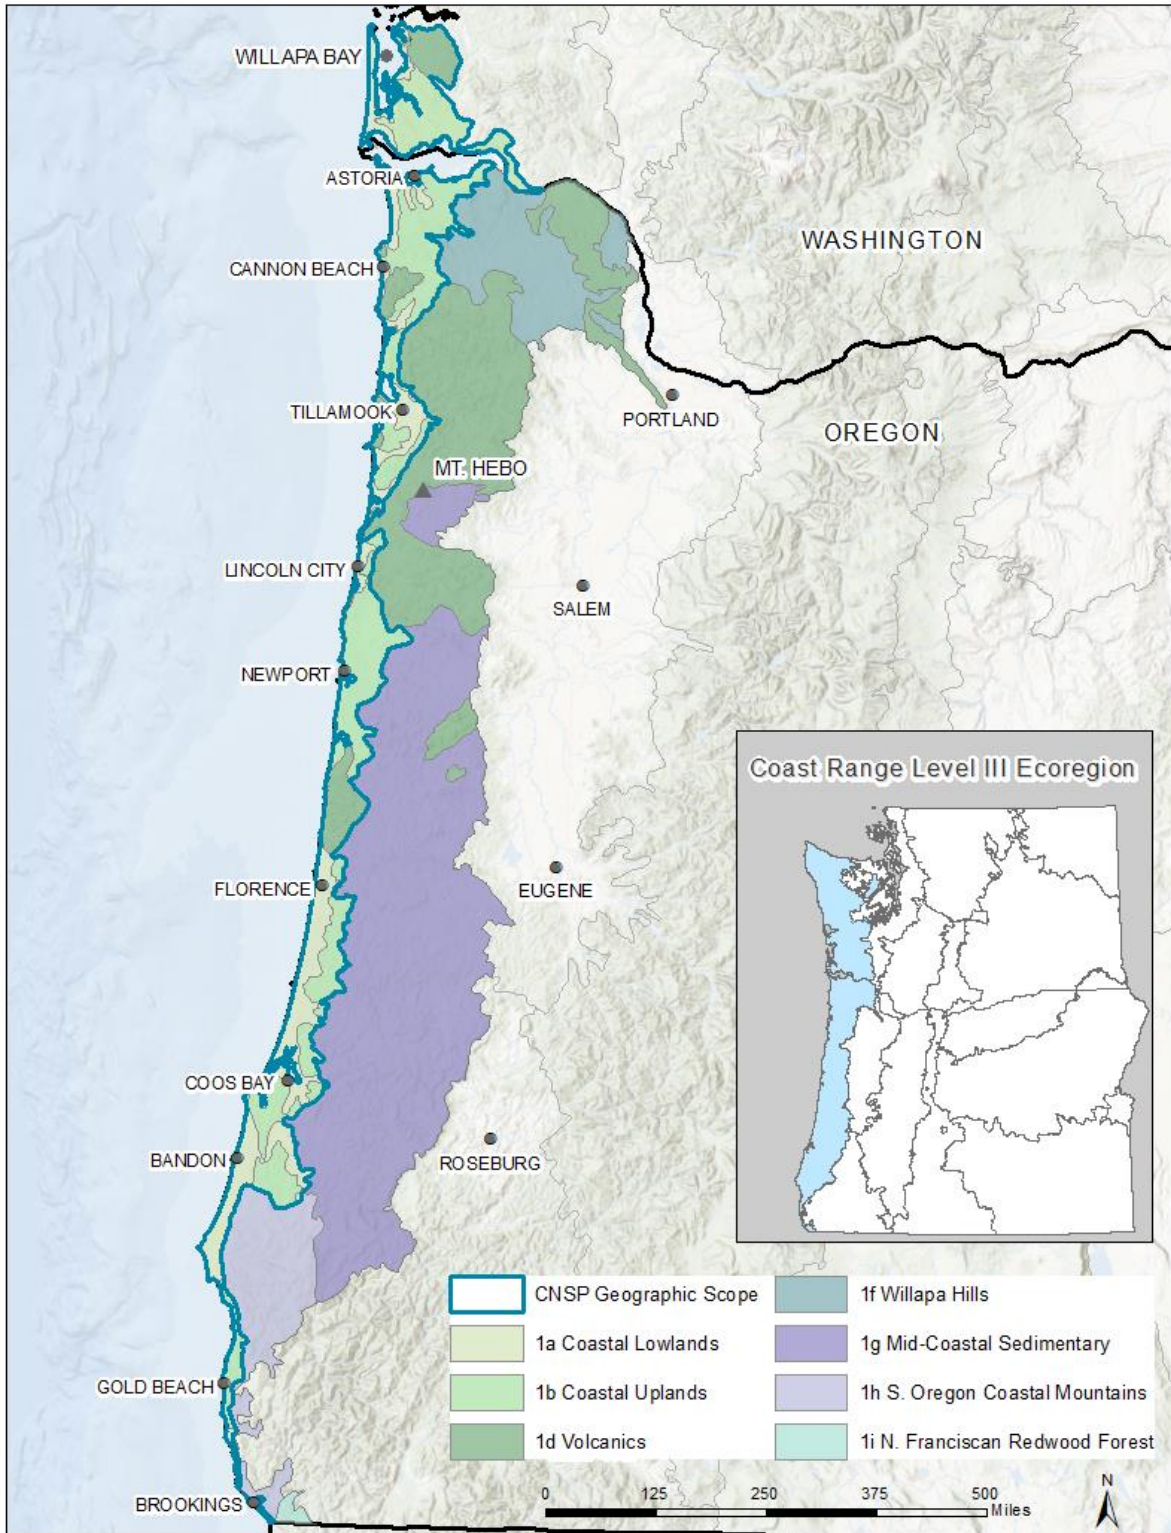 WILLAPA BAY
ASTORIA
WASHINGTON
CANNON BEACH
TILLAMOOK
PORTLAND
OREGON
MT. HEBO
LINCOLN CITY
SALEM
NEWPORT
Coast Range Level III Ecoregion
FLORENCE
EUGENE
COOS BAY
BANDON
ROSEBURG
CNSP Geographic Scope
1a Coastal Lowlands
1b Coastal Uplands
1d Volcanics
1f Willapa Hills
1g Mid-Coastal Sedimentary
1h S. Oregon Coastal Mountains
1i N. Franciscan Redwood Forest
GOLD BEACH
BROOKINGS
0 125 250 375 500
Miles
N